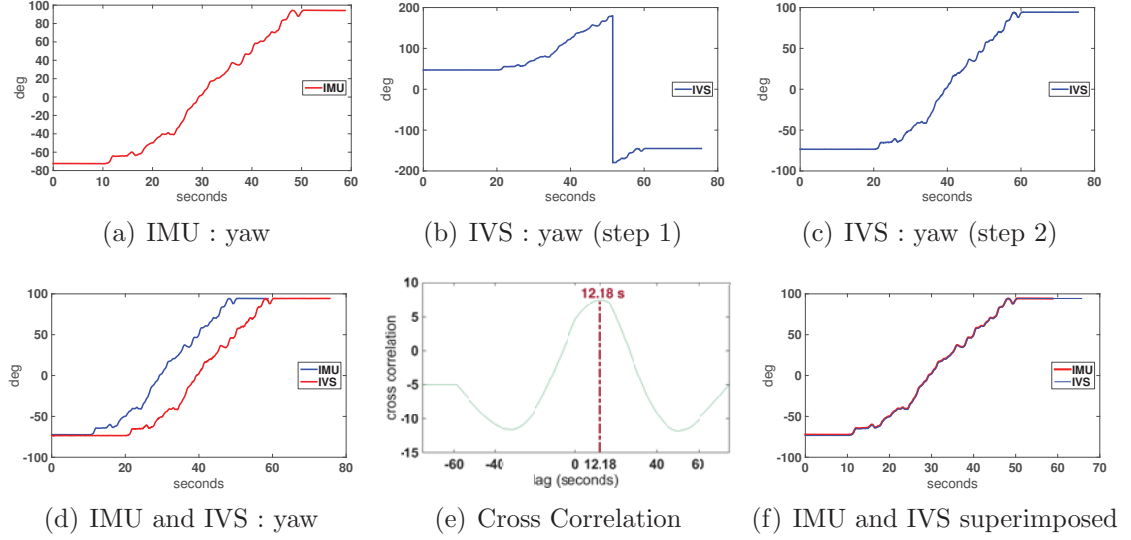 100
80
60
40
20
0
-20
-40
-60
-80
deg
IMU
0 10 20 30 40 50 60
seconds
(a) IMU : yaw
200
100
0
-100
-200
deg
IVS
0 20 40 60 80
seconds
(b) IVS : yaw (step 1)
100
50
0
-50
-100
deg
IVS
0 20 40 60 80
seconds
(c) IVS : yaw (step 2)
100
50
0
-50
-100
deg
IMU
IVS
0 20 40 60 80
seconds
(d) IMU and IVS : yaw
10
5
0
-5
-10
-15
cross correlation
12.18 s
-60 -40 0 12.18 40 60
lag (seconds)
(e) Cross Correlation
100
50
0
-50
-100
deg
IMU
IVS
0 10 20 30 40 50 60 70
seconds
(f) IMU and IVS superimposed